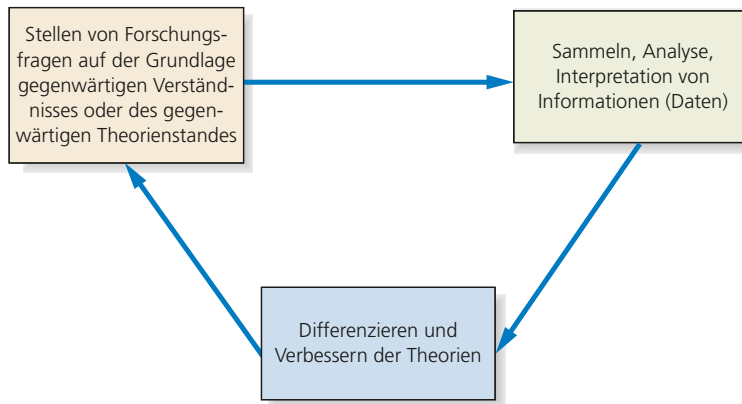 Stellen von Forschungs-
fragen auf der Grundlage
gegenwärtigen Verständ-
nisses oder des gegen-
wärtigen Theorienstandes
Sammeln, Analyse,
Interpretation von
Informationen (Daten)
Differenzieren und
Verbessern der Theorien